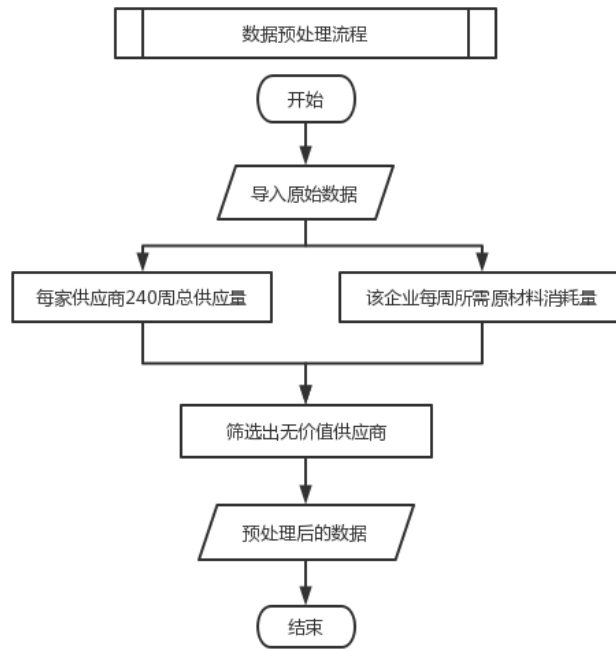 数据预处理流程
开始
导入原始数据
每家供应商240周总供应量
该企业每周所需原材料消耗量
筛选出无价值供应商
预处理后的数据
结束